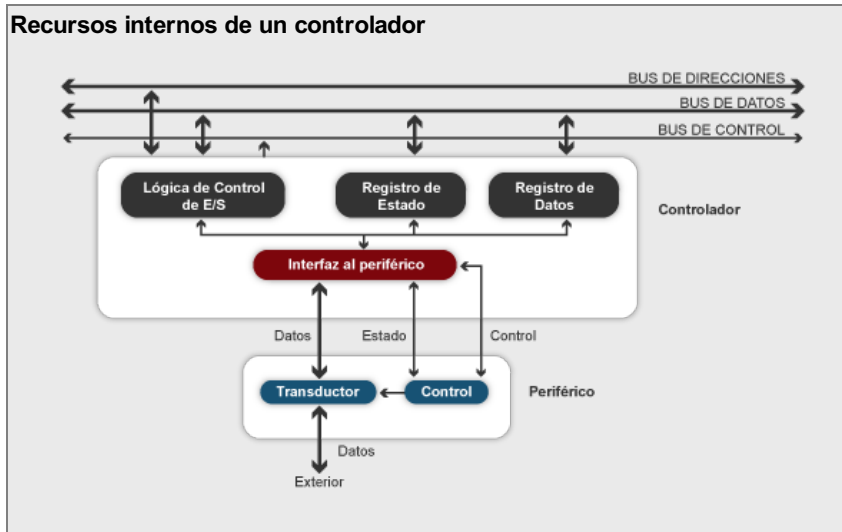 Recursos internos de un controlador
BUS DE DIRECCIONES
BUS DE DATOS
BUS DE CONTROL
Lógica de Control
de E/S
Registro de
Estado
Registro de
Datos
Controlador
Interfaz al periférico
Datos
Estado
Control
Transductor
Control
Periférico
Datos
Exterior